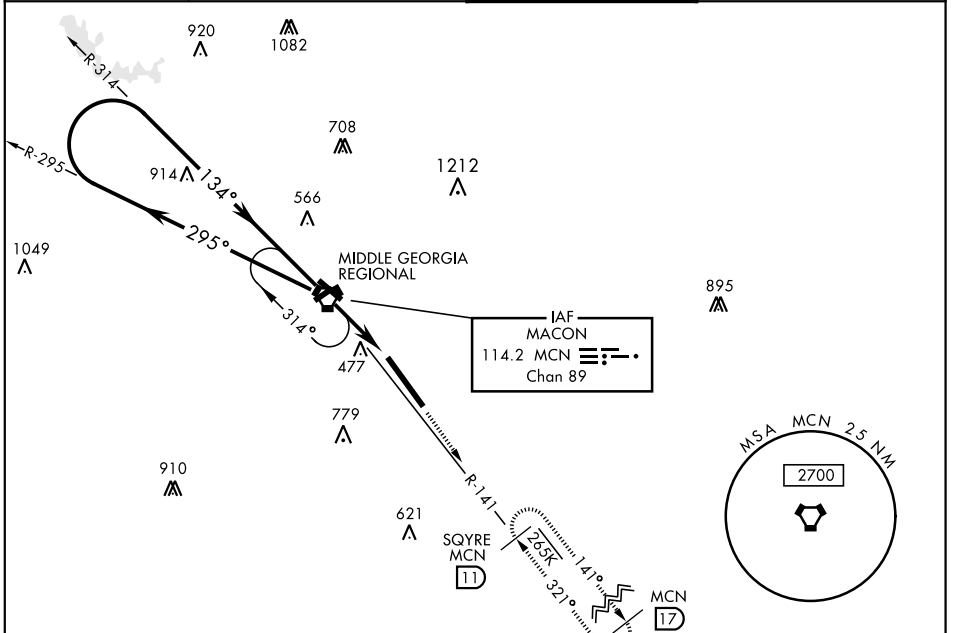 920
1082
R-314
708
R-295
914
134°
1212
566
295°
1049
MIDDLE GEORGIA
REGIONAL
895
314°
IAF
MACON
114.2 MCN
Chan 89
477
779
MSA MCN 25 NM
2700
910
R-141
621
SQYRE
MCN
11
265K
141°
321°
MCN
17